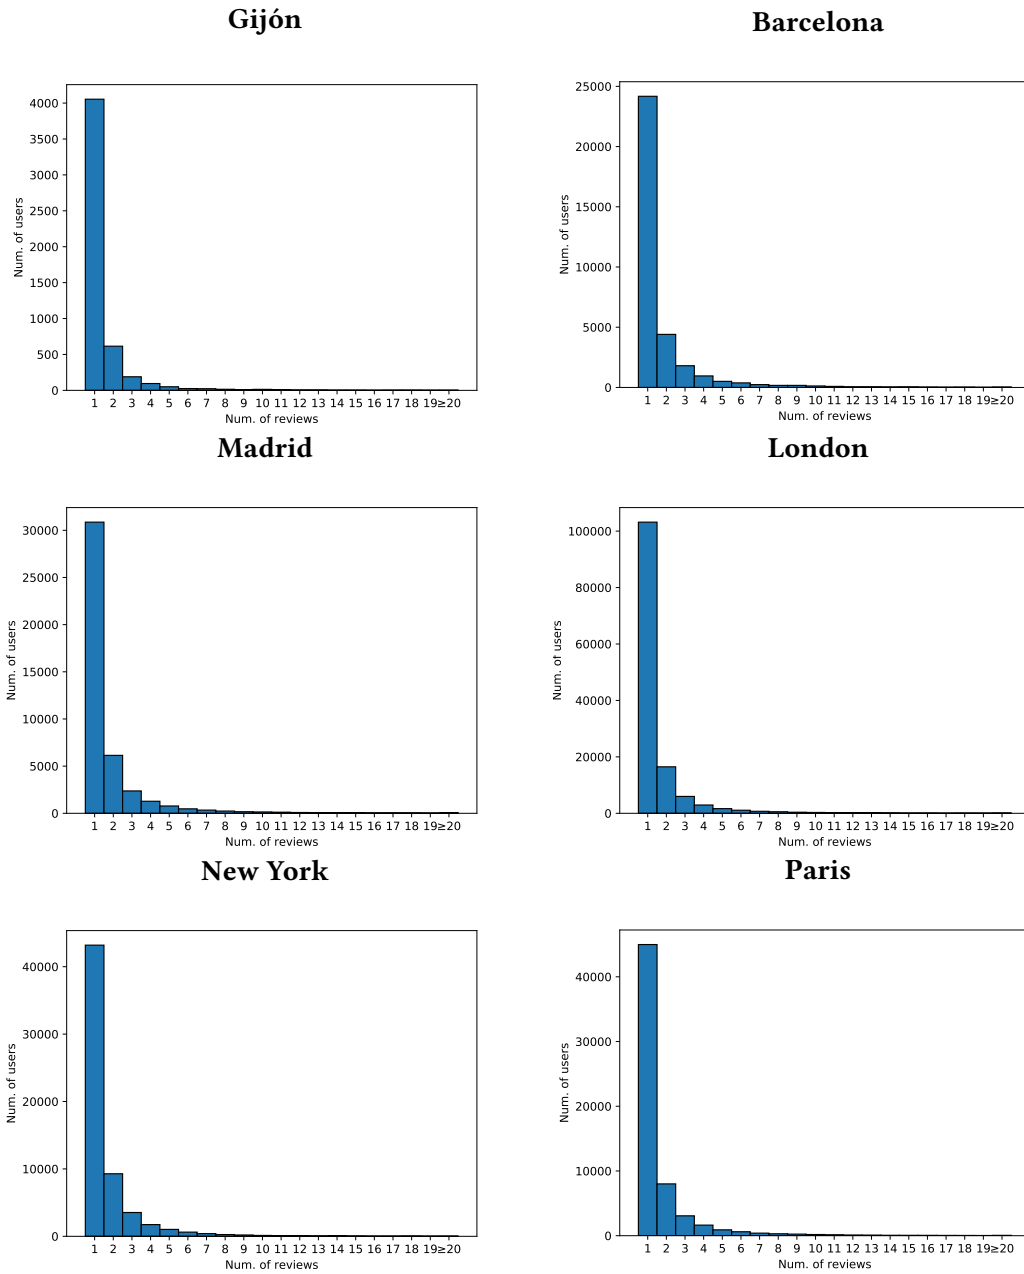 Gijón
4000
3500
3000
2500
2000
1500
1000
500
0
Num. of users
1 2 3 4 5 6 7 8 9 10 11 12 13 14 15 16 17 18 19≥20
Num. of reviews
Barcelona
25000
20000
15000
10000
5000
0
Num. of users
1 2 3 4 5 6 7 8 9 10 11 12 13 14 15 16 17 18 19≥20
Num. of reviews
Madrid
30000
25000
20000
15000
10000
5000
0
Num. of users
1 2 3 4 5 6 7 8 9 10 11 12 13 14 15 16 17 18 19≥20
Num. of reviews
London
100000
80000
60000
40000
20000
0
Num. of users
1 2 3 4 5 6 7 8 9 10 11 12 13 14 15 16 17 18 19≥20
Num. of reviews
New York
40000
30000
20000
10000
0
Num. of users
1 2 3 4 5 6 7 8 9 10 11 12 13 14 15 16 17 18 19≥20
Num. of reviews
Paris
40000
30000
20000
10000
0
Num. of users
1 2 3 4 5 6 7 8 9 10 11 12 13 14 15 16 17 18 19≥20
Num. of reviews